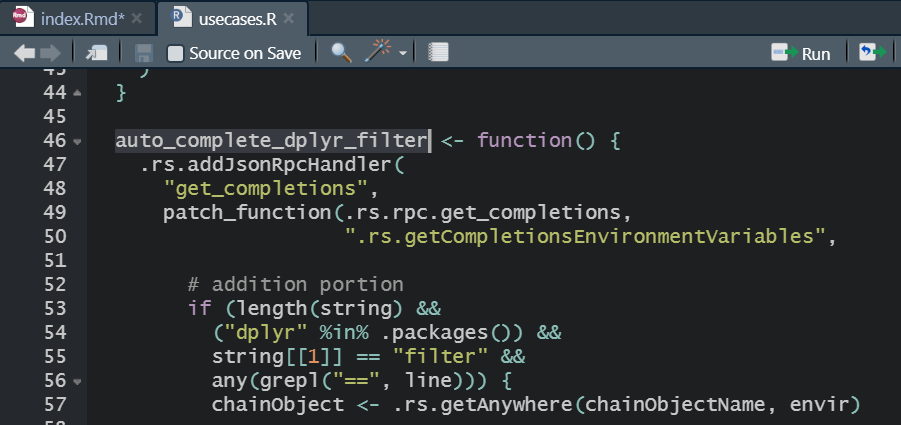 index.Rmd* usecases.R
Source on Save Run
)
44 }
45
46 auto_complete_dplyr_filter <- function() {
47 .rs.addJsonRpcHandler(
48 "get_completions",
49 patch_function(.rs.rpc.get_completions,
50 ".rs.getCompletionsEnvironmentVariables",
51
52 # addition portion
53 if (length(string) &&
54 ("dplyr" %in% .packages()) &&
55 string[[1]] == "filter" &&
56 any(grepl("==", line))) {
57 chainObject <- .rs.getAnywhere(chainObjectName, envir)